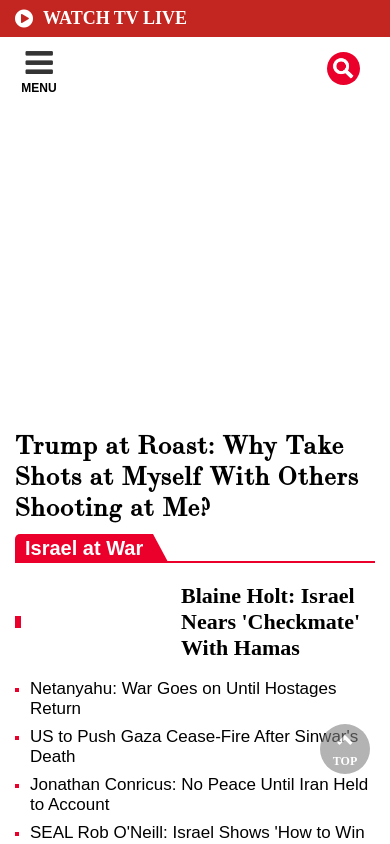 WATCH TV LIVE
MENU
Trump at Roast: Why Take
Shots at Myself With Others
Shooting at Me?
Israel at War
Blaine Holt: Israel
Nears 'Checkmate'
With Hamas
Netanyahu: War Goes on Until Hostages
Return
US to Push Gaza Cease-Fire After Sinwar's
Death
TOP
Jonathan Conricus: No Peace Until Iran Held
to Account
SEAL Rob O'Neill: Israel Shows 'How to Win